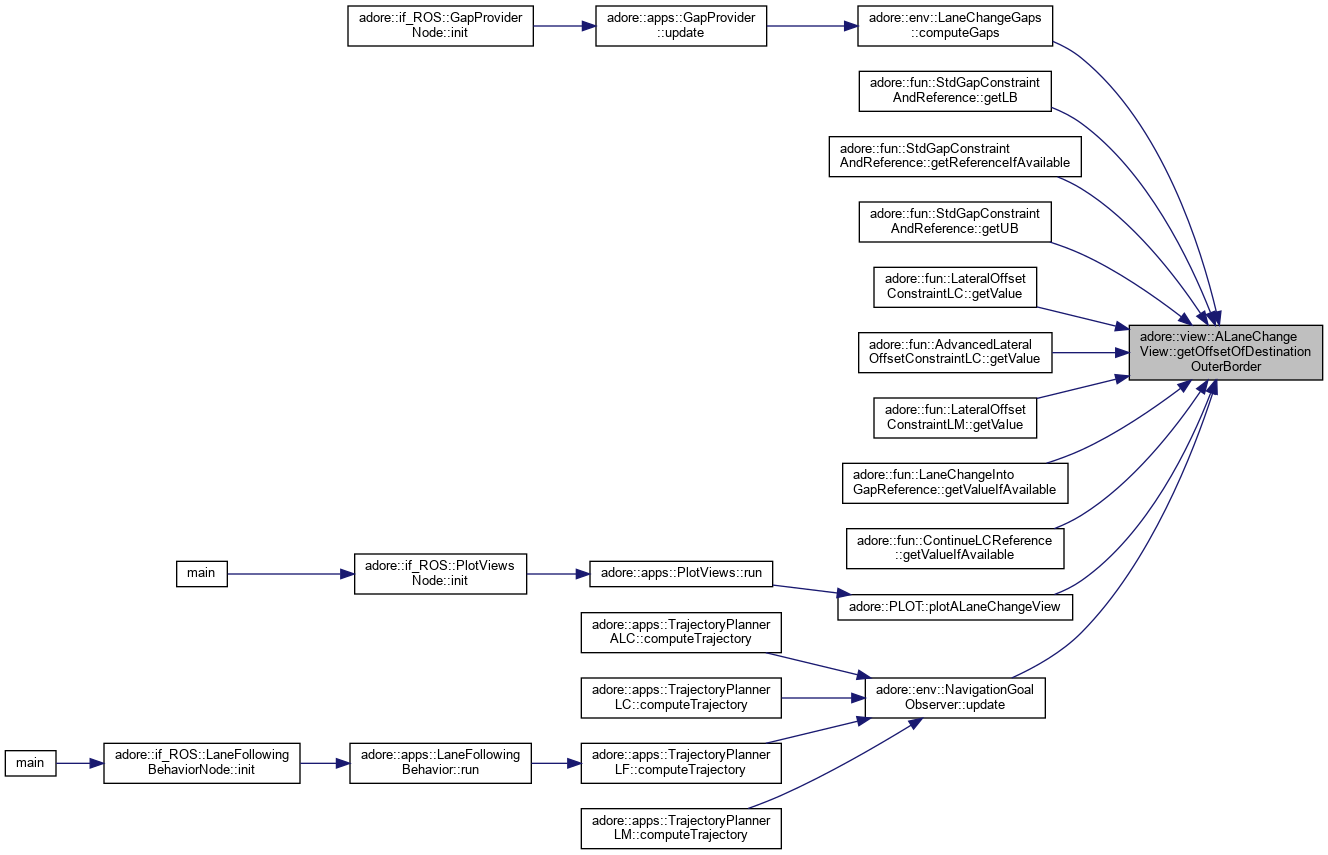 adore::if_ROS::GapProvider
Node::init
adore::apps::GapProvider
::update
adore::env::LaneChangeGaps
::computeGaps
adore::fun::StdGapConstraint
AndReference::getLB
adore::fun::StdGapConstraint
AndReference::getReferenceIfAvailable
adore::fun::StdGapConstraint
AndReference::getUB
adore::fun::LateralOffset
ConstraintLC::getValue
adore::view::ALaneChange
View::getOffsetOfDestination
OuterBorder
adore::fun::AdvancedLateral
OffsetConstraintLC::getValue
adore::fun::LateralOffset
ConstraintLM::getValue
adore::fun::LaneChangeInto
GapReference::getValueIfAvailable
adore::fun::ContinueLCReference
::getValueIfAvailable
main
adore::if_ROS::PlotViews
Node::init
adore::apps::PlotViews::run
adore::PLOT::plotALaneChangeView
adore::apps::TrajectoryPlanner
ALC::computeTrajectory
adore::apps::TrajectoryPlanner
LC::computeTrajectory
adore::env::NavigationGoal
Observer::update
main
adore::if_ROS::LaneFollowing
BehaviorNode::init
adore::apps::LaneFollowing
Behavior::run
adore::apps::TrajectoryPlanner
LF::computeTrajectory
adore::apps::TrajectoryPlanner
LM::computeTrajectory